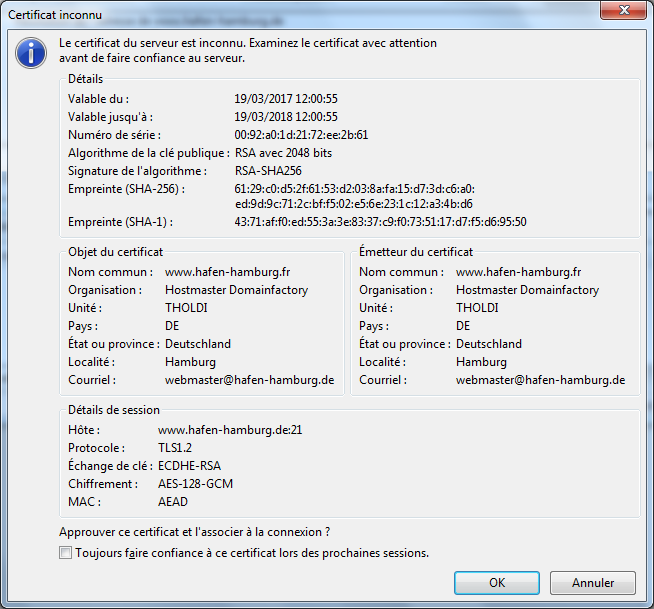 Certificat inconnu
Le certificat du serveur est inconnu. Examinez le certificat avec attention
avant de faire confiance au serveur.
Détails
Valable du : 19/03/2017 12:00:55
Valable jusqu'à : 19/03/2018 12:00:55
Numéro de série : 00:92:a0:1d:21:72:ee:2b:61
Algorithme de la clé publique : RSA avec 2048 bits
Signature de l'algorithme : RSA-SHA256
Empreinte (SHA-256) : 61:29:c0:d5:2f:61:53:d2:03:8a:fa:15:d7:3d:c6:a0:
ed:9d:9c:71:2c:bf:f5:02:e5:6e:23:1c:12:a3:4b:d6
Empreinte (SHA-1) : 43:71:af:f0:ed:55:3a:3e:83:37:c9:f0:73:51:17:d7:f5:d6:95:50
Objet du certificat
Nom commun : www.hafen-hamburg.fr
Organisation : Hostmaster Domainfactory
Unité : THOLDI
Pays : DE
État ou province : Deutschland
Localité : Hamburg
Courriel : webmaster@hafen-hamburg.de
Émetteur du certificat
Nom commun : www.hafen-hamburg.fr
Organisation : Hostmaster Domainfactory
Unité : THOLDI
Pays : DE
État ou province : Deutschland
Localité : Hamburg
Courriel : webmaster@hafen-hamburg.de
Détails de session
Hôte : www.hafen-hamburg.de:21
Protocole : TLS1.2
Échange de clé : ECDHE-RSA
Chiffrement : AES-128-GCM
MAC : AEAD
Approuver ce certificat et l'associer à la connexion ?
Toujours faire confiance à ce certificat lors des prochaines sessions.
OK
Annuler